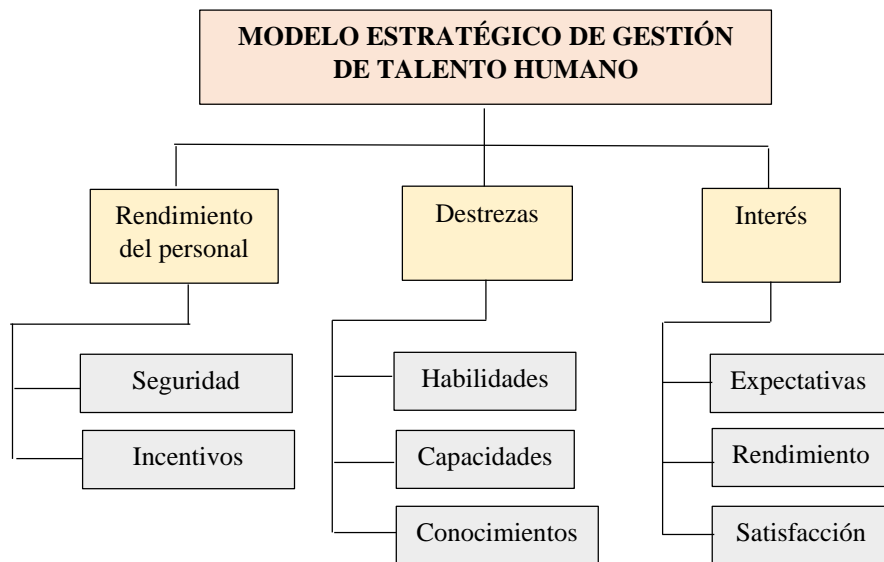 MODELO ESTRATÉGICO DE GESTIÓN
DE TALENTO HUMANO
Rendimiento
del personal
Destrezas
Interés
Seguridad
Incentivos
Habilidades
Capacidades
Conocimientos
Expectativas
Rendimiento
Satisfacción